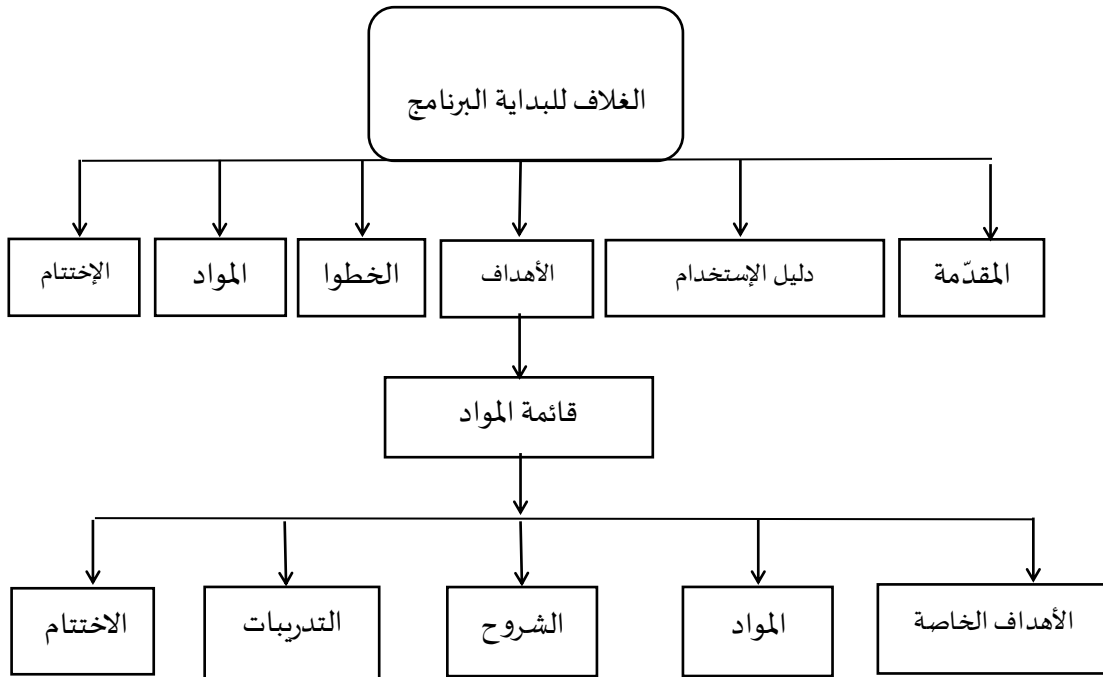 الغلاف للبداية البرنامج
المقدّمة
دليل الإستخدام
الأهداف
الخطوا
المواد
الإختتام
قائمة المواد
الأهداف الخاصة
المواد
الشروح
التدريبات
الاختتام